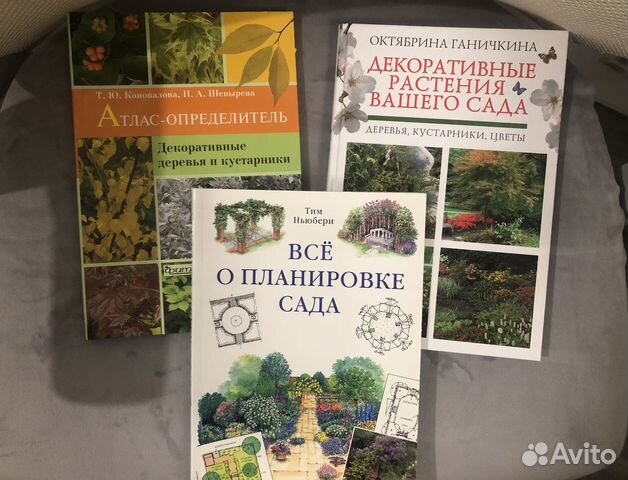 Т. Ю. Коновалова, Н. А. Шевырева
АТЛАС-ОПРЕДЕЛИТЕЛЬ
Декоративные
деревья и кустарники
ОКТЯБРИНА ГАНИЧКИНА
ДЕКОРАТИВНЫЕ
РАСТЕНИЯ
ВАШЕГО САДА
ДЕРЕВЬЯ, КУСТАРНИКИ, ЦВЕТЫ
Тим
Ньюбери
ВСЁ
О ПЛАНИРОВКЕ
САДА
Avito